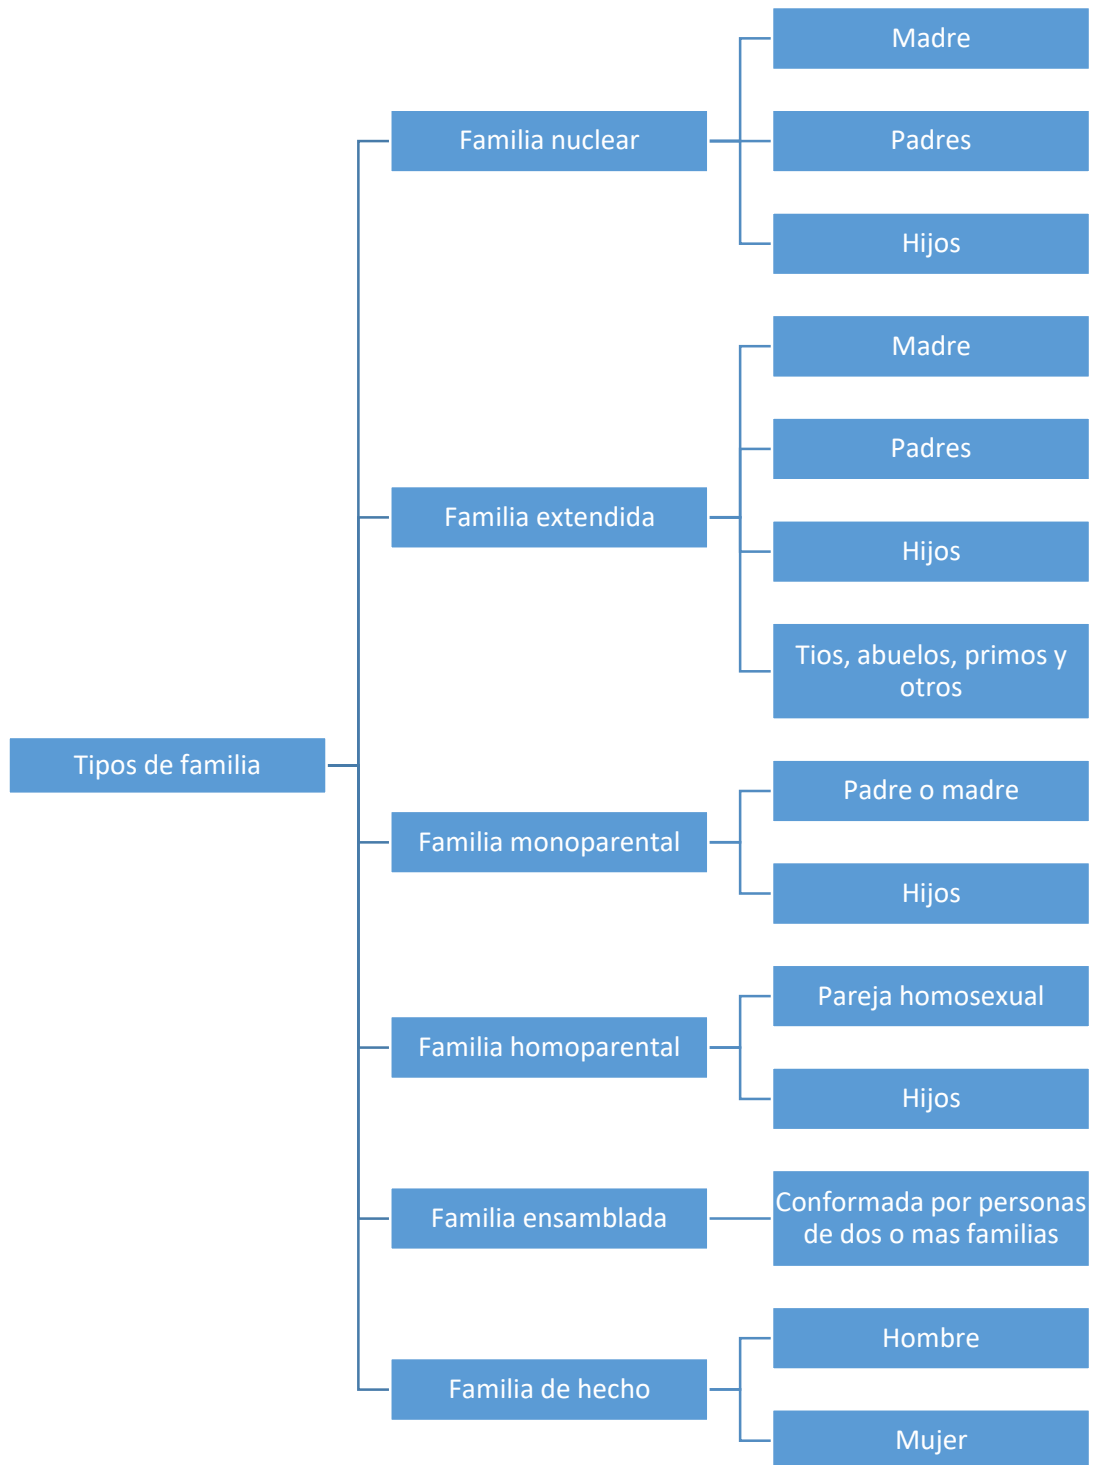 Tipos de familia
Familia nuclear
Madre
Padres
Hijos
Familia extendida
Madre
Padres
Hijos
Tios, abuelos, primos y
otros
Familia monoparental
Padre o madre
Hijos
Familia homoparental
Pareja homosexual
Hijos
Familia ensamblada
Conformada por personas
de dos o mas familias
Familia de hecho
Hombre
Mujer